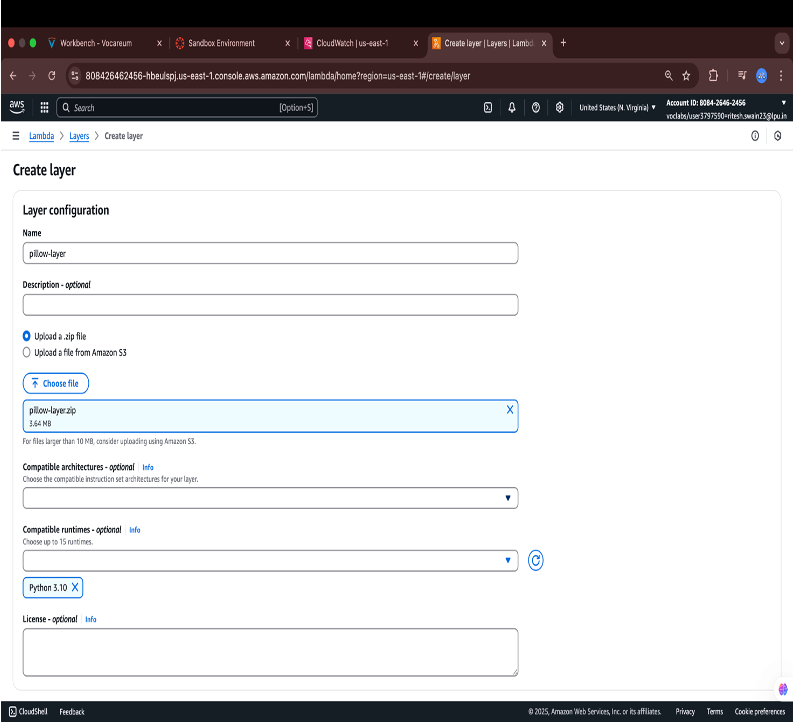 Workbench - Vocareum
Sandbox Environment
CloudWatch | us-east-1
Create layer | Layers | Lambd
808426462456-hbeulspj.us-east-1.console.aws.amazon.com/lambda/home?region=us-east-1#/create/layer
aws
Search
[Option+S]
United States (N. Virginia)
Account ID: 8084-2646-2456
voclabs/user3797590=ritesh.swain23@lpu.in
Lambda > Layers > Create layer
Create layer
Layer configuration
Name
pillow-layer
Description - optional
Upload a .zip file
Upload a file from Amazon S3
Choose file
pillow-layer.zip
3.64 MB
For files larger than 10 MB, consider uploading using Amazon S3.
Compatible architectures - optional Info
Choose the compatible instruction set architectures for your layer.
Compatible runtimes - optional Info
Choose up to 15 runtimes.
Python 3.10
License - optional Info
CloudShell Feedback
© 2025, Amazon Web Services, Inc. or its affiliates. Privacy Terms Cookie preferences